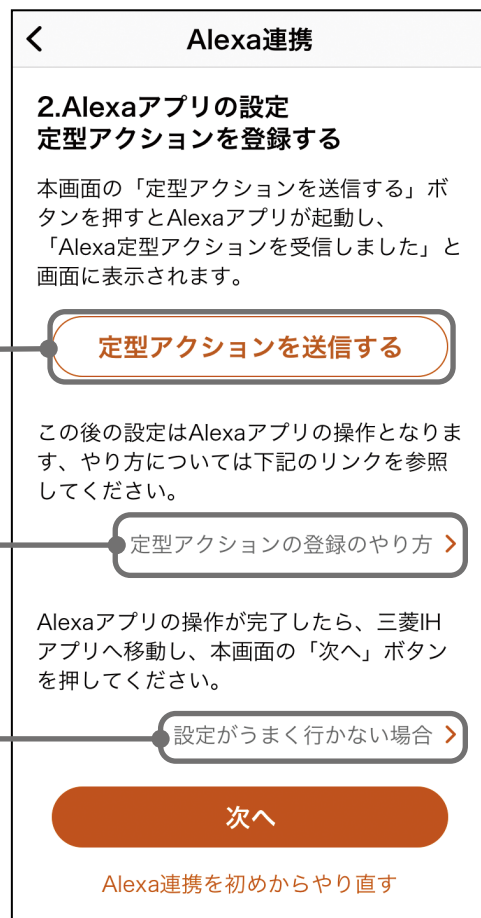 Alexa連携
2.Alexaアプリの設定
定型アクションを登録する
本画面の「定型アクションを送信する」ボ
タンを押すとAlexaアプリが起動し、
「Alexa定型アクションを受信しました」と
画面に表示されます。
定型アクションを送信する
この後の設定はAlexaアプリの操作となりま
す、やり方については下記のリンクを参照
してください。
定型アクションの登録のやり方
Alexaアプリの操作が完了したら、三菱IH
アプリへ移動し、本画面の「次へ」ボタン
を押してください。
設定がうまく行かない場合
次へ
Alexa連携を初めからやり直す